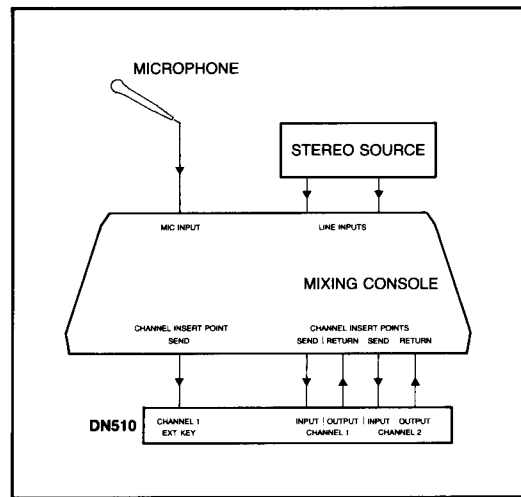 MICROPHONE
STEREO SOURCE
MIC INPUT
LINE INPUTS
MIXING CONSOLE
CHANNEL INSERT POINT
SEND
CHANNEL INSERT POINTS
SEND RETURN SEND RETURN
DN510
CHANNEL 1
EXT KEY
INPUT OUTPUT INPUT OUTPUT
CHANNEL 1 CHANNEL 2